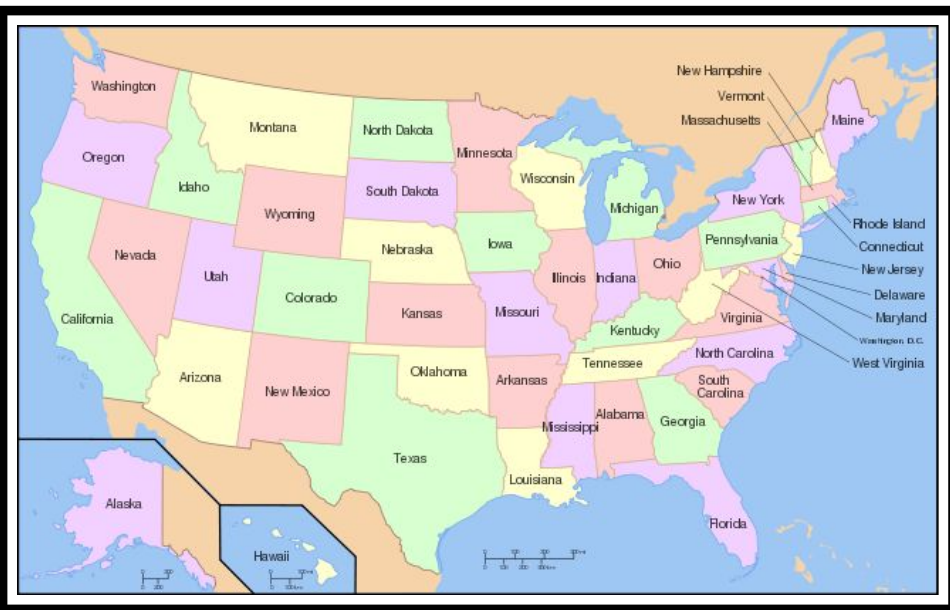 New Hampshire
Vermont
Massachusetts
Washington
Maine
Montana
North Dakota
Minnesota
Oregon
Wisconsin
Idaho
South Dakota
Michigan
New York
Wyoming
Rhode Island
Pennsylvania
Iowa
Connecticut
Nebraska
Nevada
Ohio
New Jersey
Utah
Illinois
Indiana
Colorado
Delaware
Kansas
Missouri
Virginia
Maryland
California
Kentucky
Washington, D.C.
North Carolina
West Virginia
Tennessee
Oklahoma
Arizona
Arkansas
South
Carolina
New Mexico
Alabama
Georgia
Mississippi
Texas
Louisiana
Alaska
Florida
Hawaii